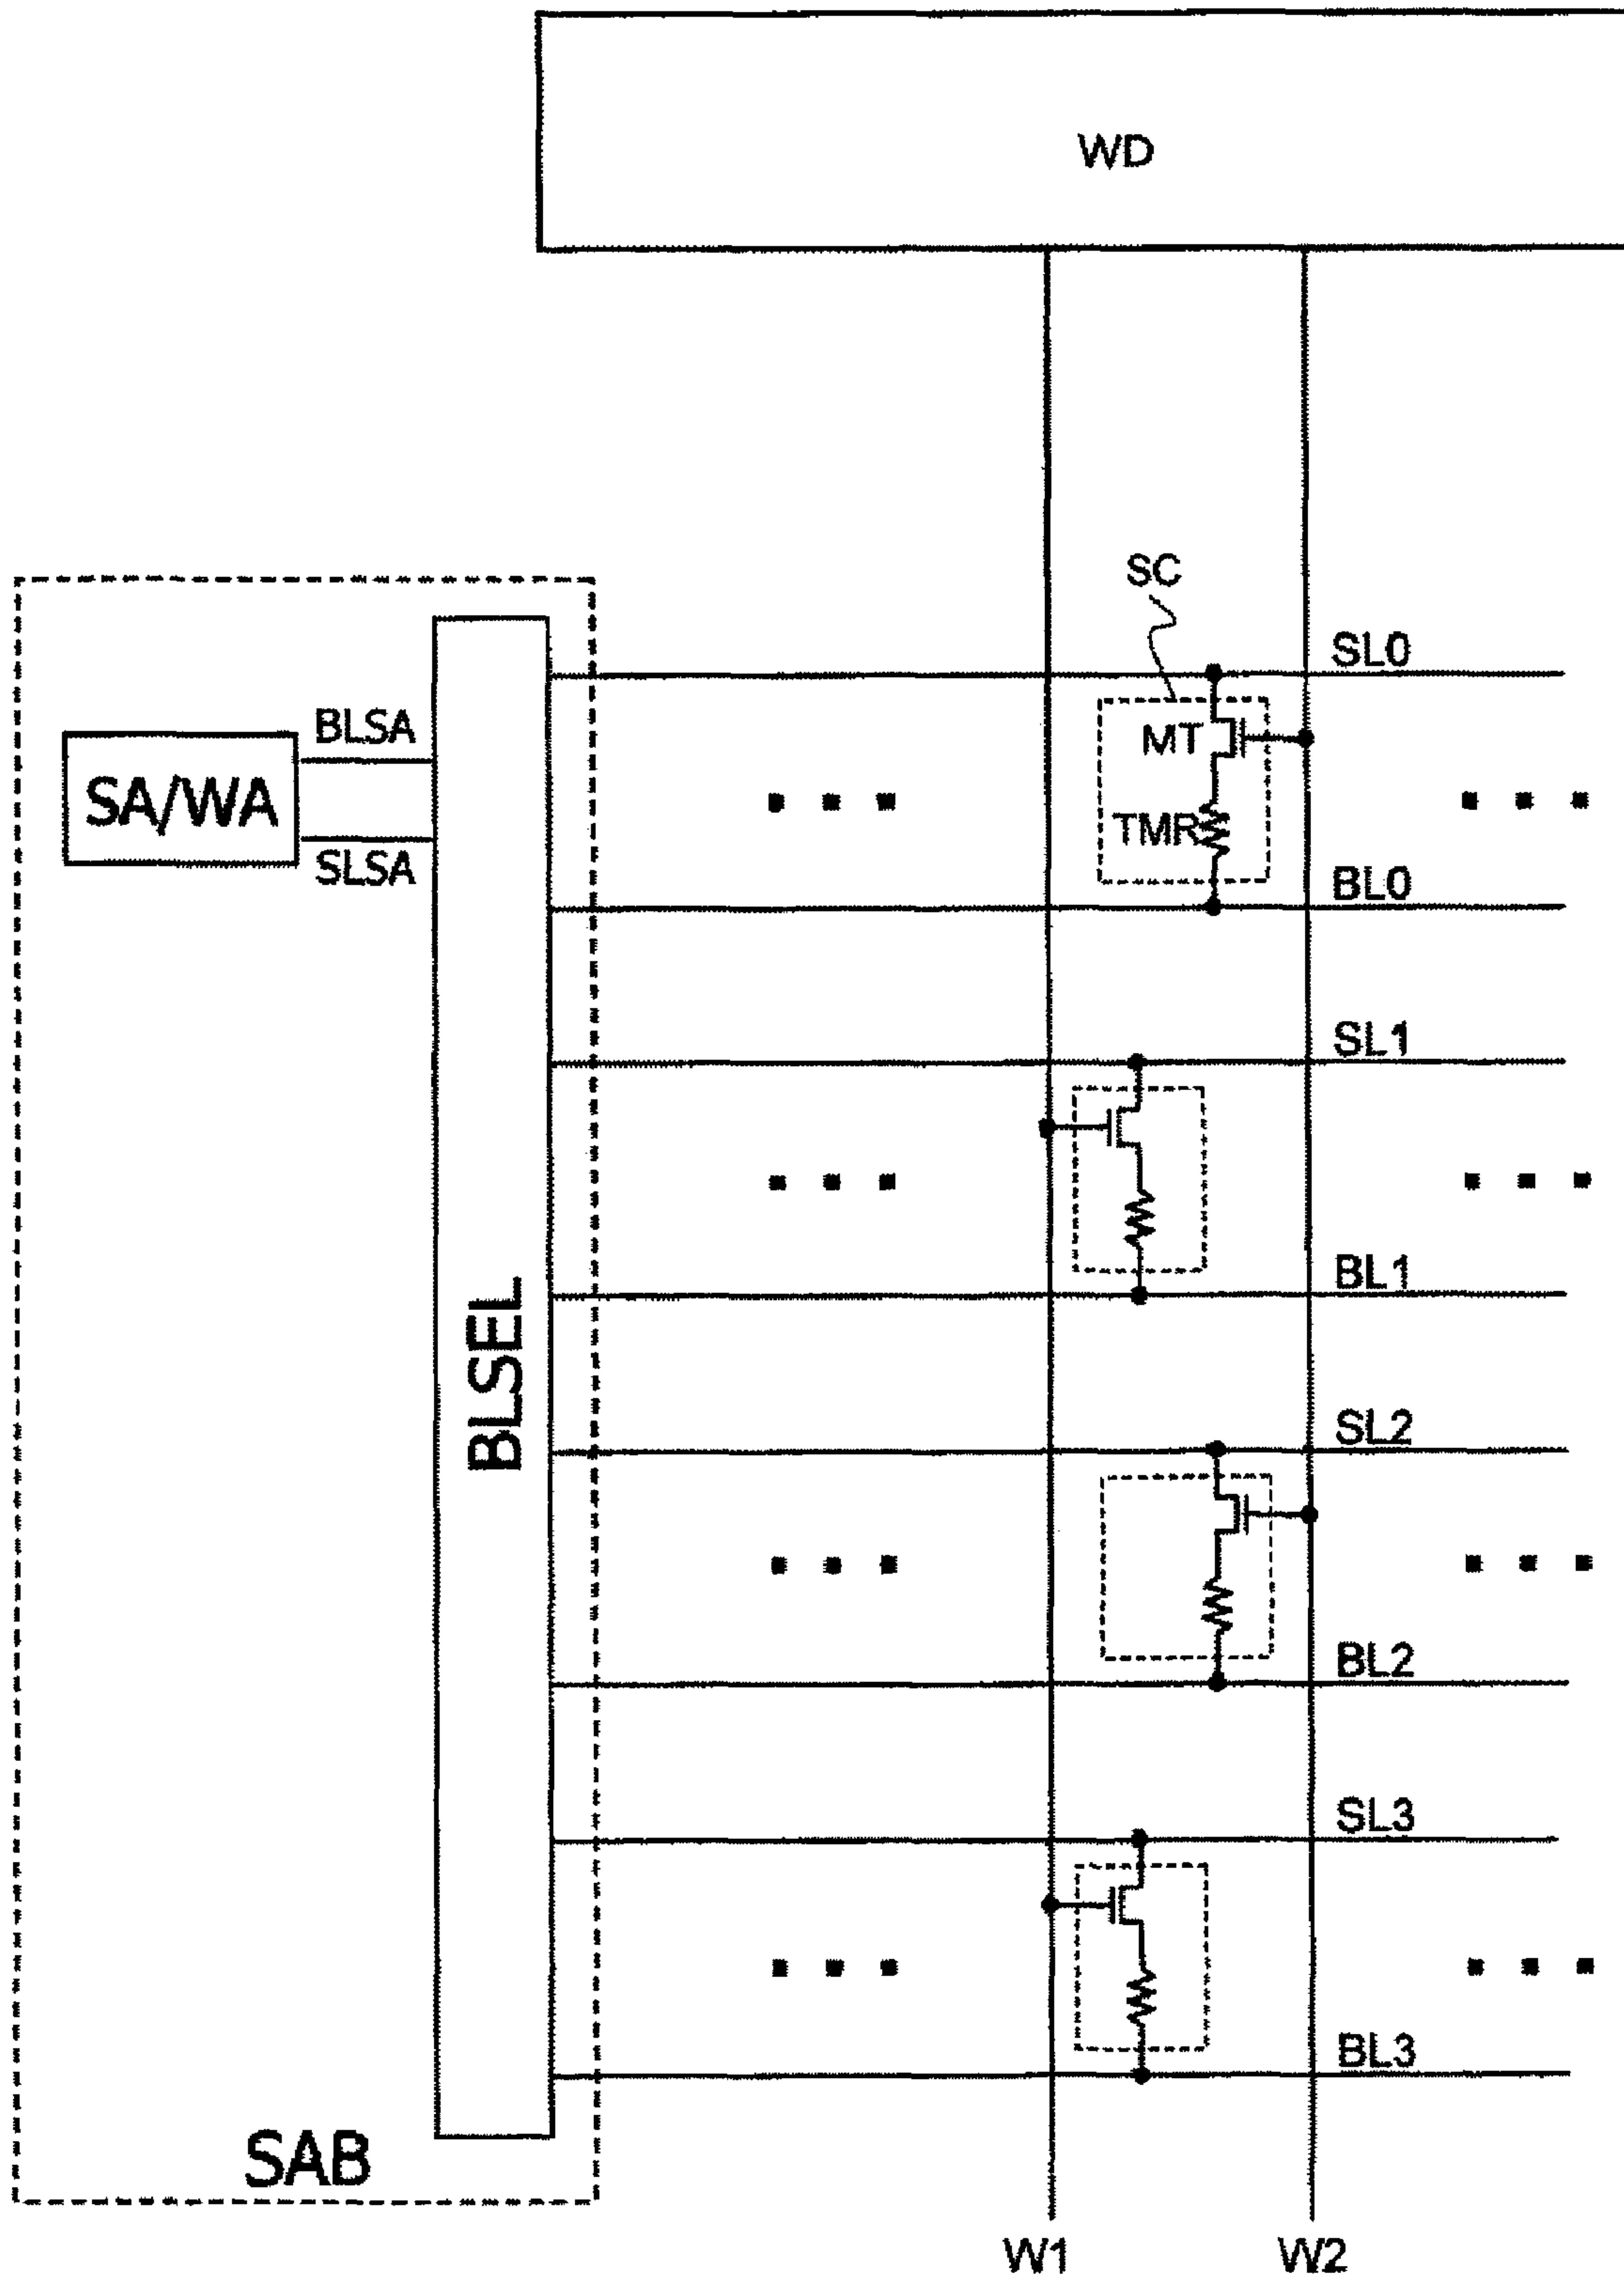 WD
SC
SL0
BLSA
MT
SA/WA
TMR
SLSA
BL0
SL1
BL1
BLSEL
SL2
BL2
SL3
BL3
SAB
W1
W2